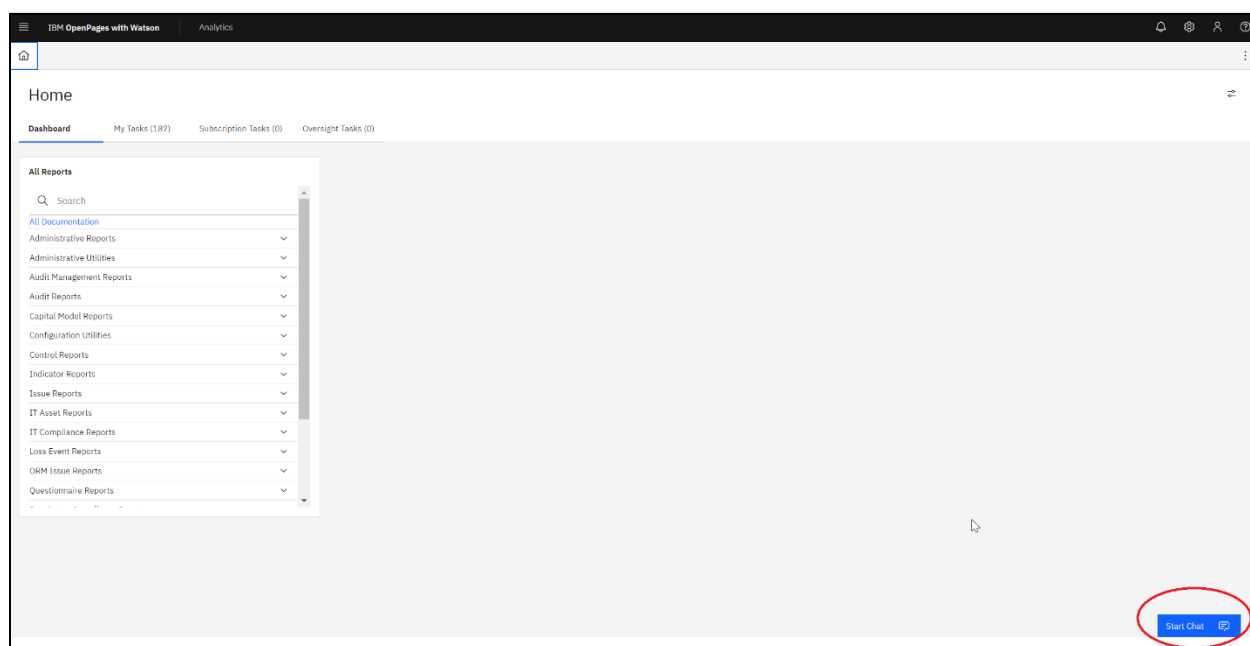 IBM OpenPages with Watson Analytics
Home
Dashboard My Tasks (187) Subscription Tasks (0) Oversight Tasks (0)
All Reports
Search
All Documentation
Administrative Reports
Administrative Utilities
Audit Management Reports
Audit Reports
Capital Model Reports
Configuration Utilities
Control Reports
Indicator Reports
Issue Reports
IT Asset Reports
IT Compliance Reports
Loss Event Reports
ORM Issue Reports
Questionnaire Reports
Start Chat